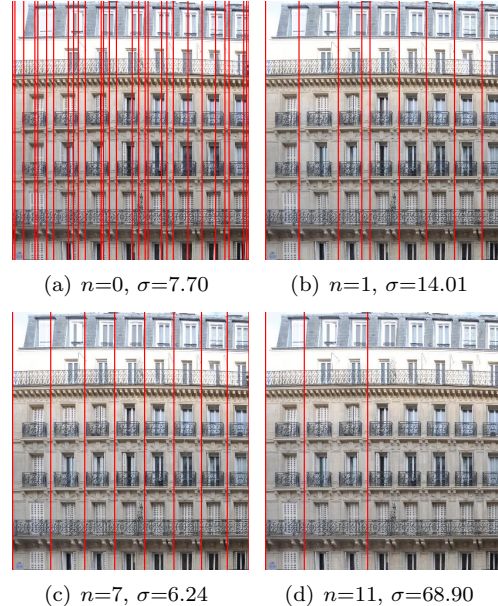 (a) n=0, σ=7.70
(b) n=1, σ=14.01
(c) n=7, σ=6.24
(d) n=11, σ=68.90